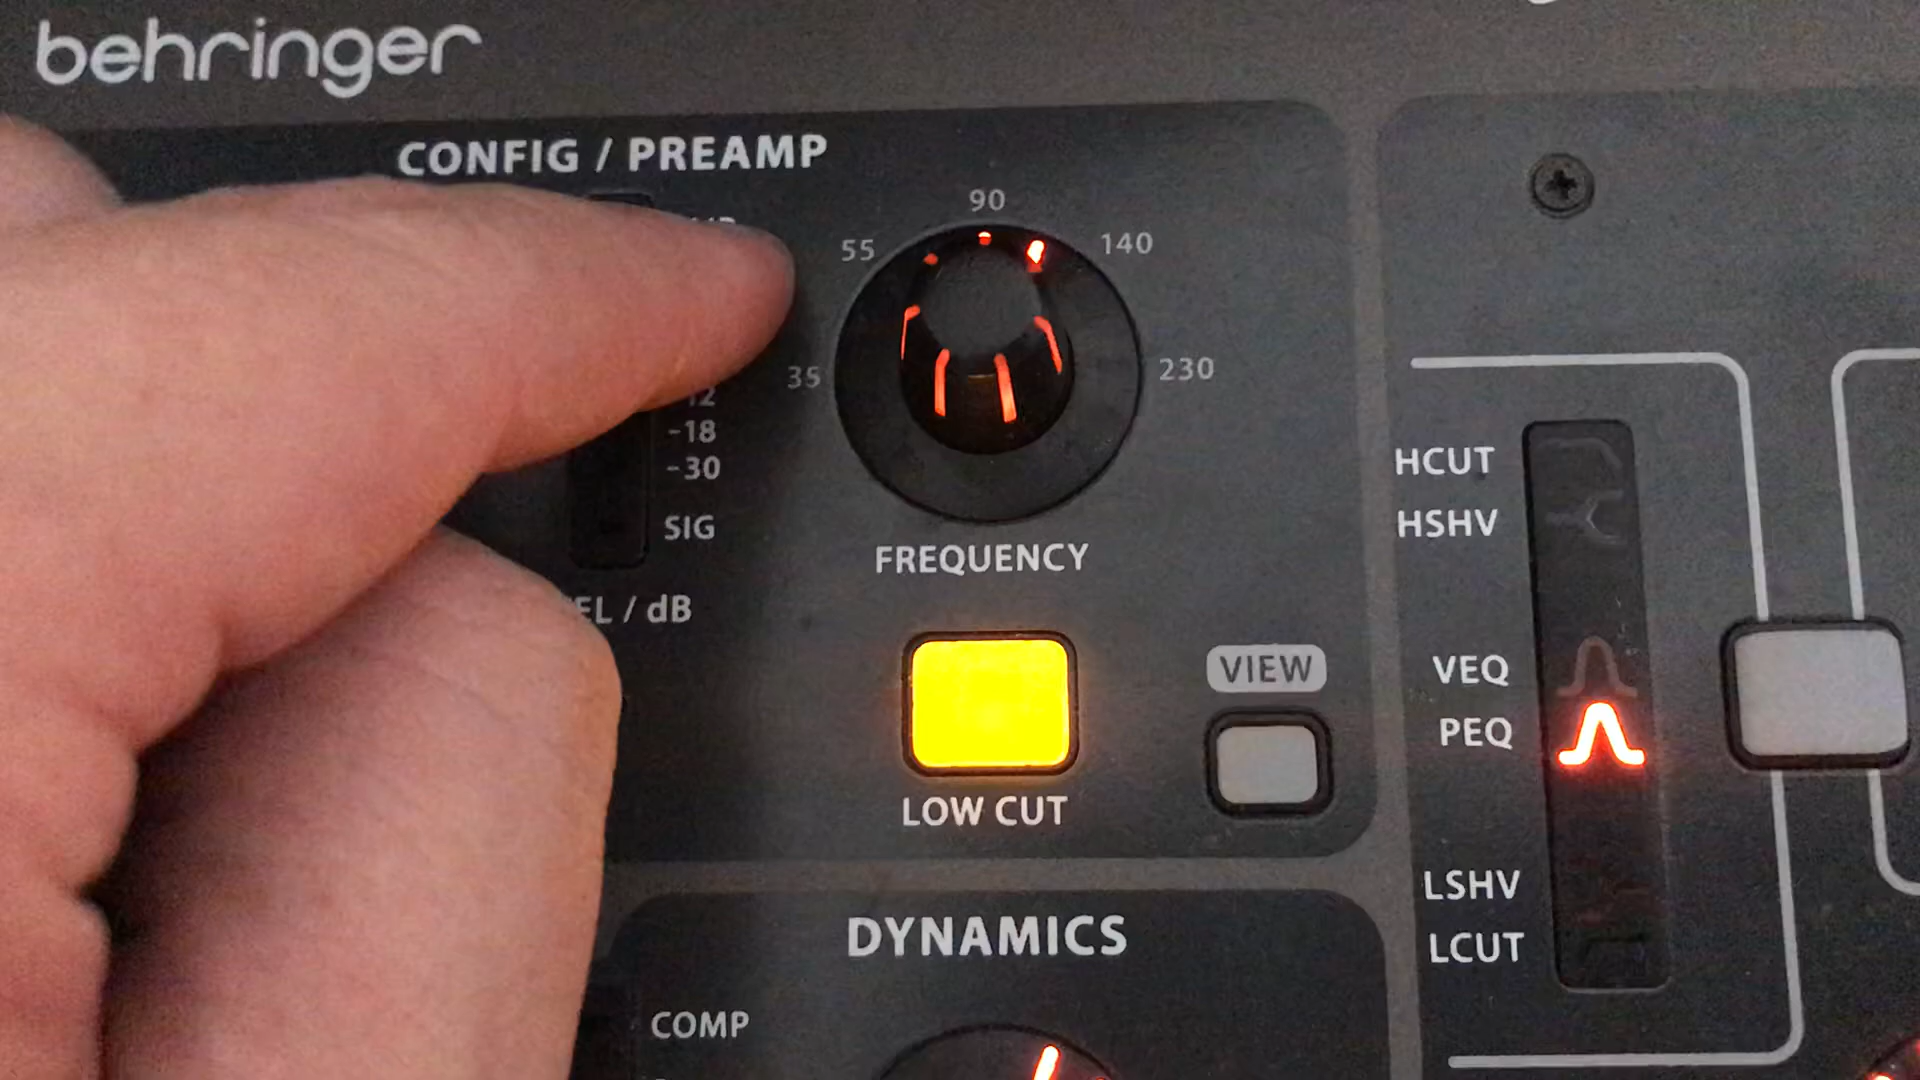 behringer
CONFIG / PREAMP
90
55
140
35
230
12
-18
-30
SIG
EL / dB
FREQUENCY
LOW CUT
VIEW
HCUT
HSHV
VEQ
PEQ
LSHV
LCUT
DYNAMICS
COMP